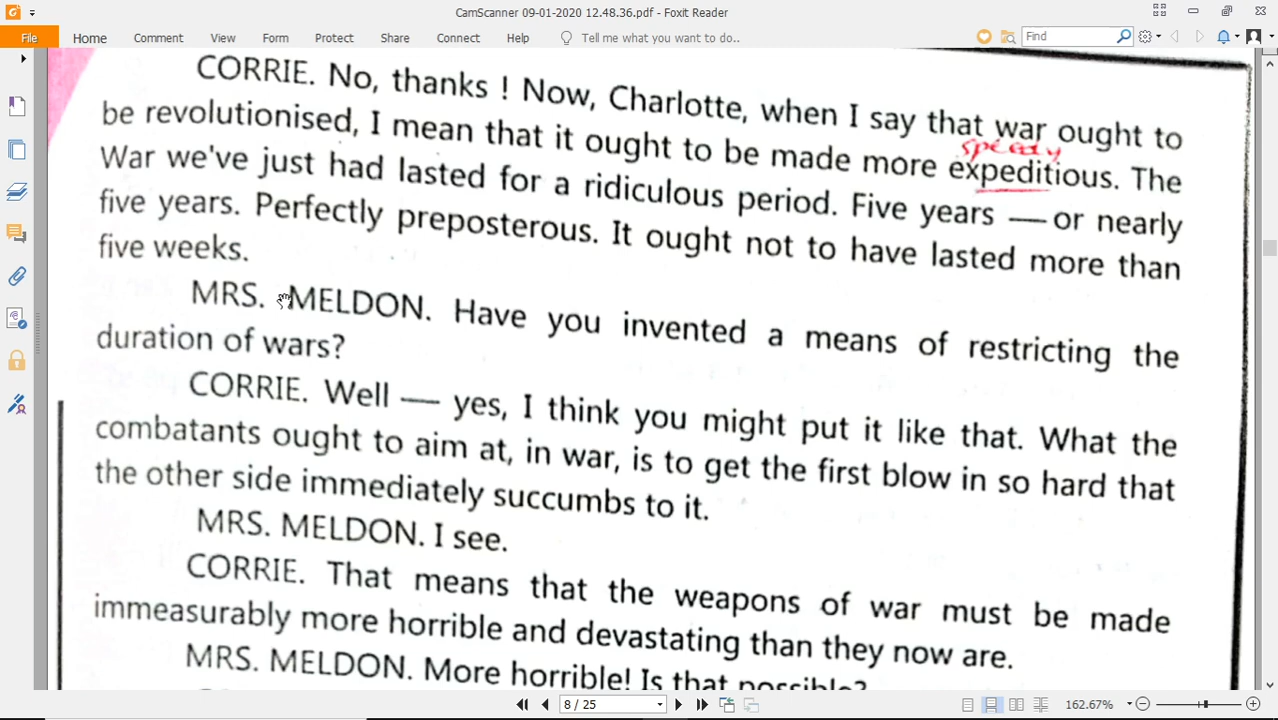 CamScanner 09-01-2020 12.48.36.pdf - Foxit Reader
File Home Comment View Form Protect Share Connect Help Tell me what you want to do.. Find
CORRIE. No, thanks ! Now, Charlotte, when I say that war ought to
be revolutionised, I mean that it ought to be made more expeditious. The
speedy
War we've just had lasted for a ridiculous period. Five years — or nearly
five years. Perfectly preposterous. It ought not to have lasted more than
five weeks.
MRS. MELDON. Have you invented a means of restricting the
duration of wars?
CORRIE. Well — yes, I think you might put it like that. What the
combatants ought to aim at, in war, is to get the first blow in so hard that
the other side immediately succumbs to it.
MRS. MELDON. I see.
CORRIE. That means that the weapons of war must be made
immeasurably more horrible and devastating than they now are.
MRS. MELDON. More horrible! Is that possible?
8 / 25 162.67%